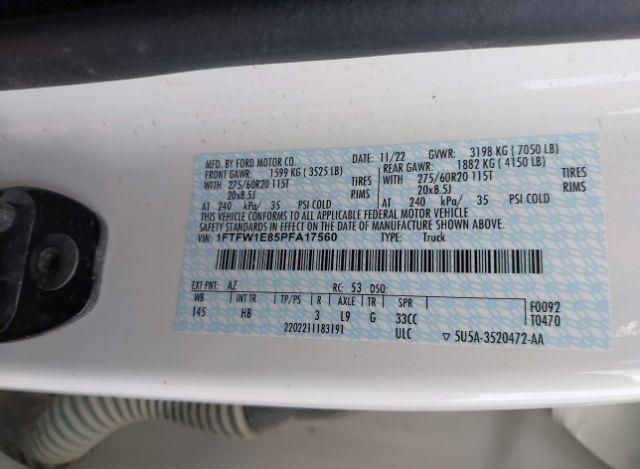 MFD. BY FORD MOTOR CO.
DATE: 11/22 GVWR: 3198 KG ( 7050 LB)
FRONT GAWR: 1599 KG ( 3525 LB) REAR GAWR: 1882 KG ( 4150 LB)
WITH 275/60R20 115T TIRES WITH 275/60R20 115T TIRES
20x8.5J RIMS 20x8.5J RIMS
AT 240 kPa/ 35 PSI COLD AT 240 kPa/ 35 PSI COLD
THIS VEHICLE CONFORMS TO ALL APPLICABLE FEDERAL MOTOR VEHICLE
SAFETY STANDARDS IN EFFECT ON THE DATE OF MANUFACTURE SHOWN ABOVE.
VIN: 1FTFW1E85PFA17560 TYPE: Truck
EXT PNT: AZ RC: 53 DSO:
WB INT TR TP/PS R AXLE TR SPR F0092
145 HB 3 L9 G 33CC T0470
2202211183191 ULC ▽ 5U5A-3520472-AA